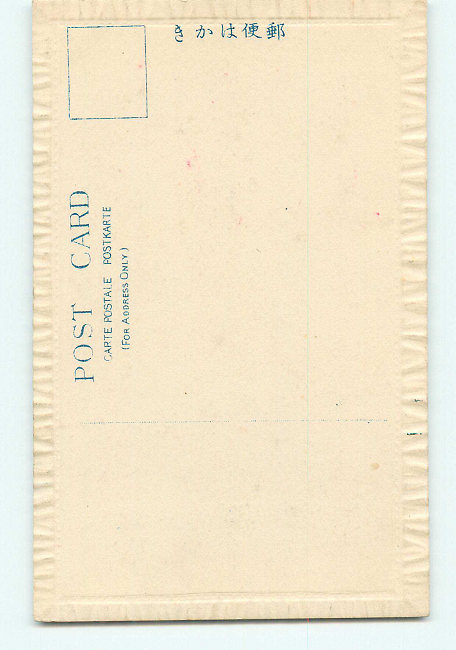 郵便はかき
POST CARD
CARTE POSTALE POSTKARTE
(FOR ADDRESS ONLY)